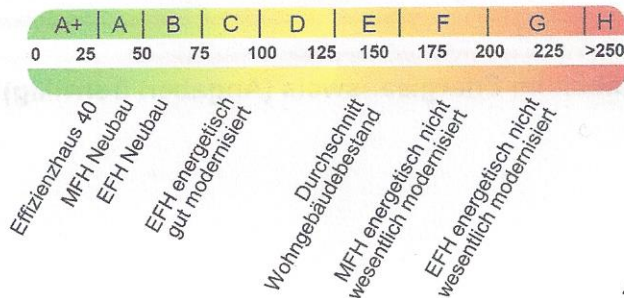 A+ A B C D E F G H
0 25 50 75 100 125 150 175 200 225 >250
Effizienzhaus 40
MFH Neubau
EFH Neubau
EFH energetisch
gut modernisiert
Durchschnitt
Wohngebäudebestand
MFH energetisch nicht
wesentlich modernisiert
EFH energetisch nicht
wesentlich modernisiert